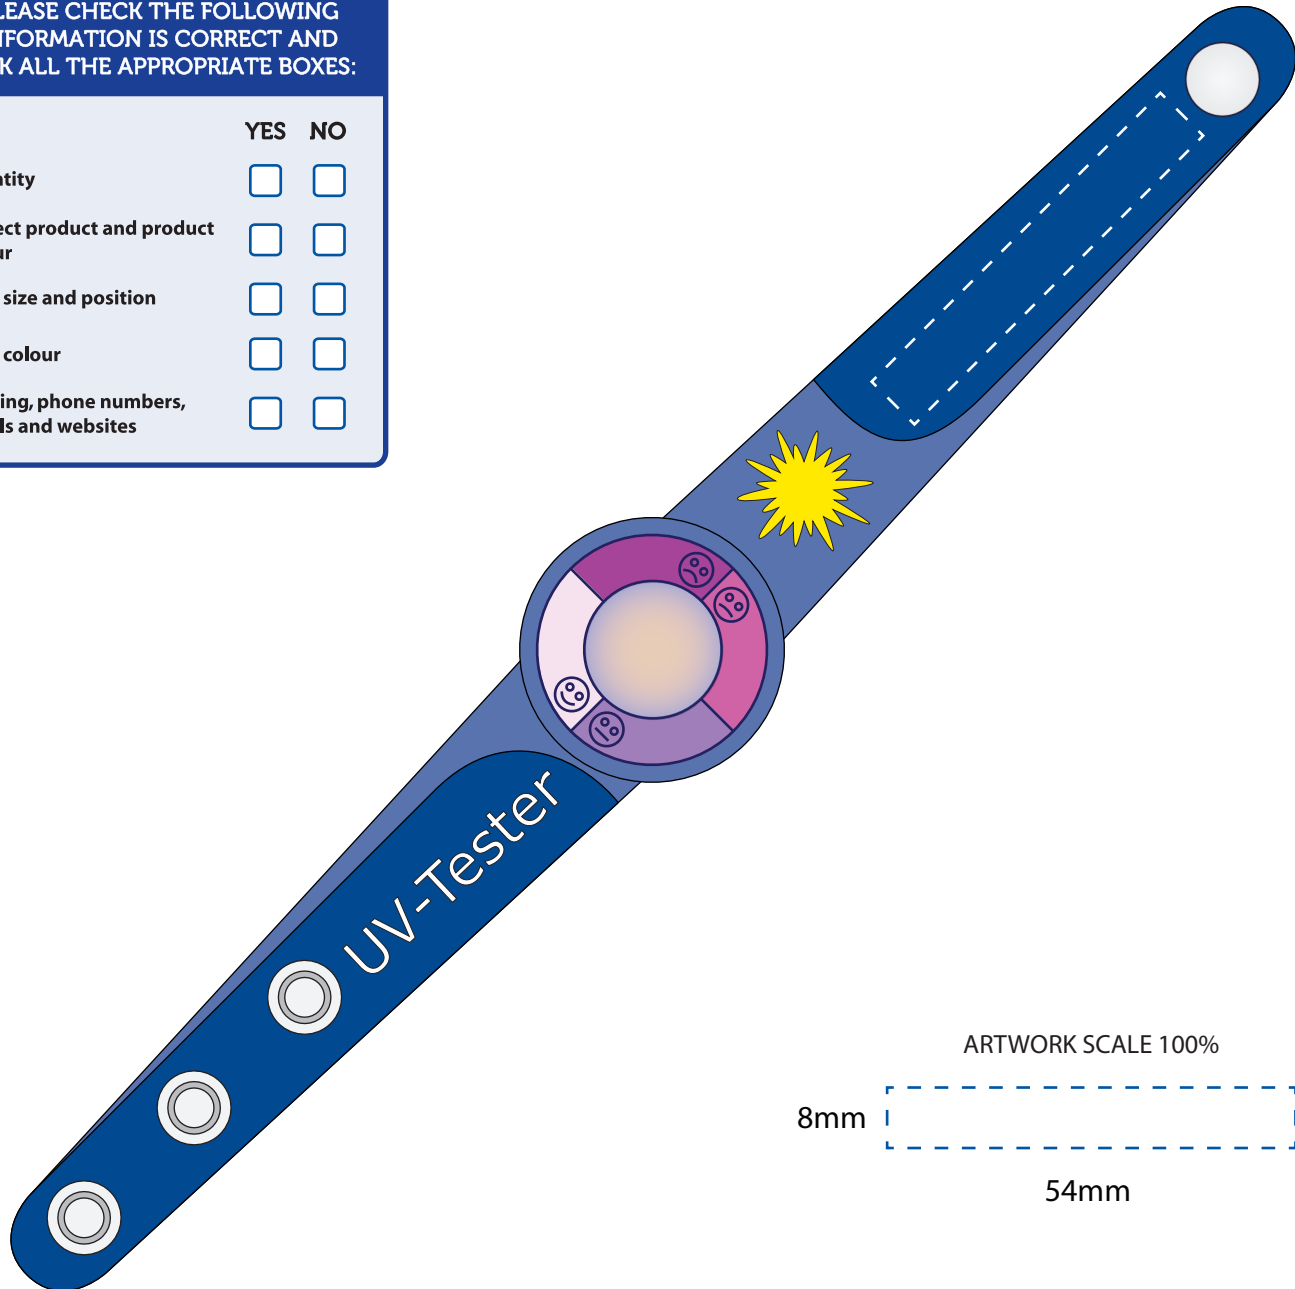 LEASE CHECK THE FOLLOWING
NFORMATION IS CORRECT AND
K ALL THE APPROPRIATE BOXES:
YES NO
ntity
ect product and product
ur
size and position
colour
ing, phone numbers,
ls and websites
UV-Tester
ARTWORK SCALE 100%
8mm
54mm